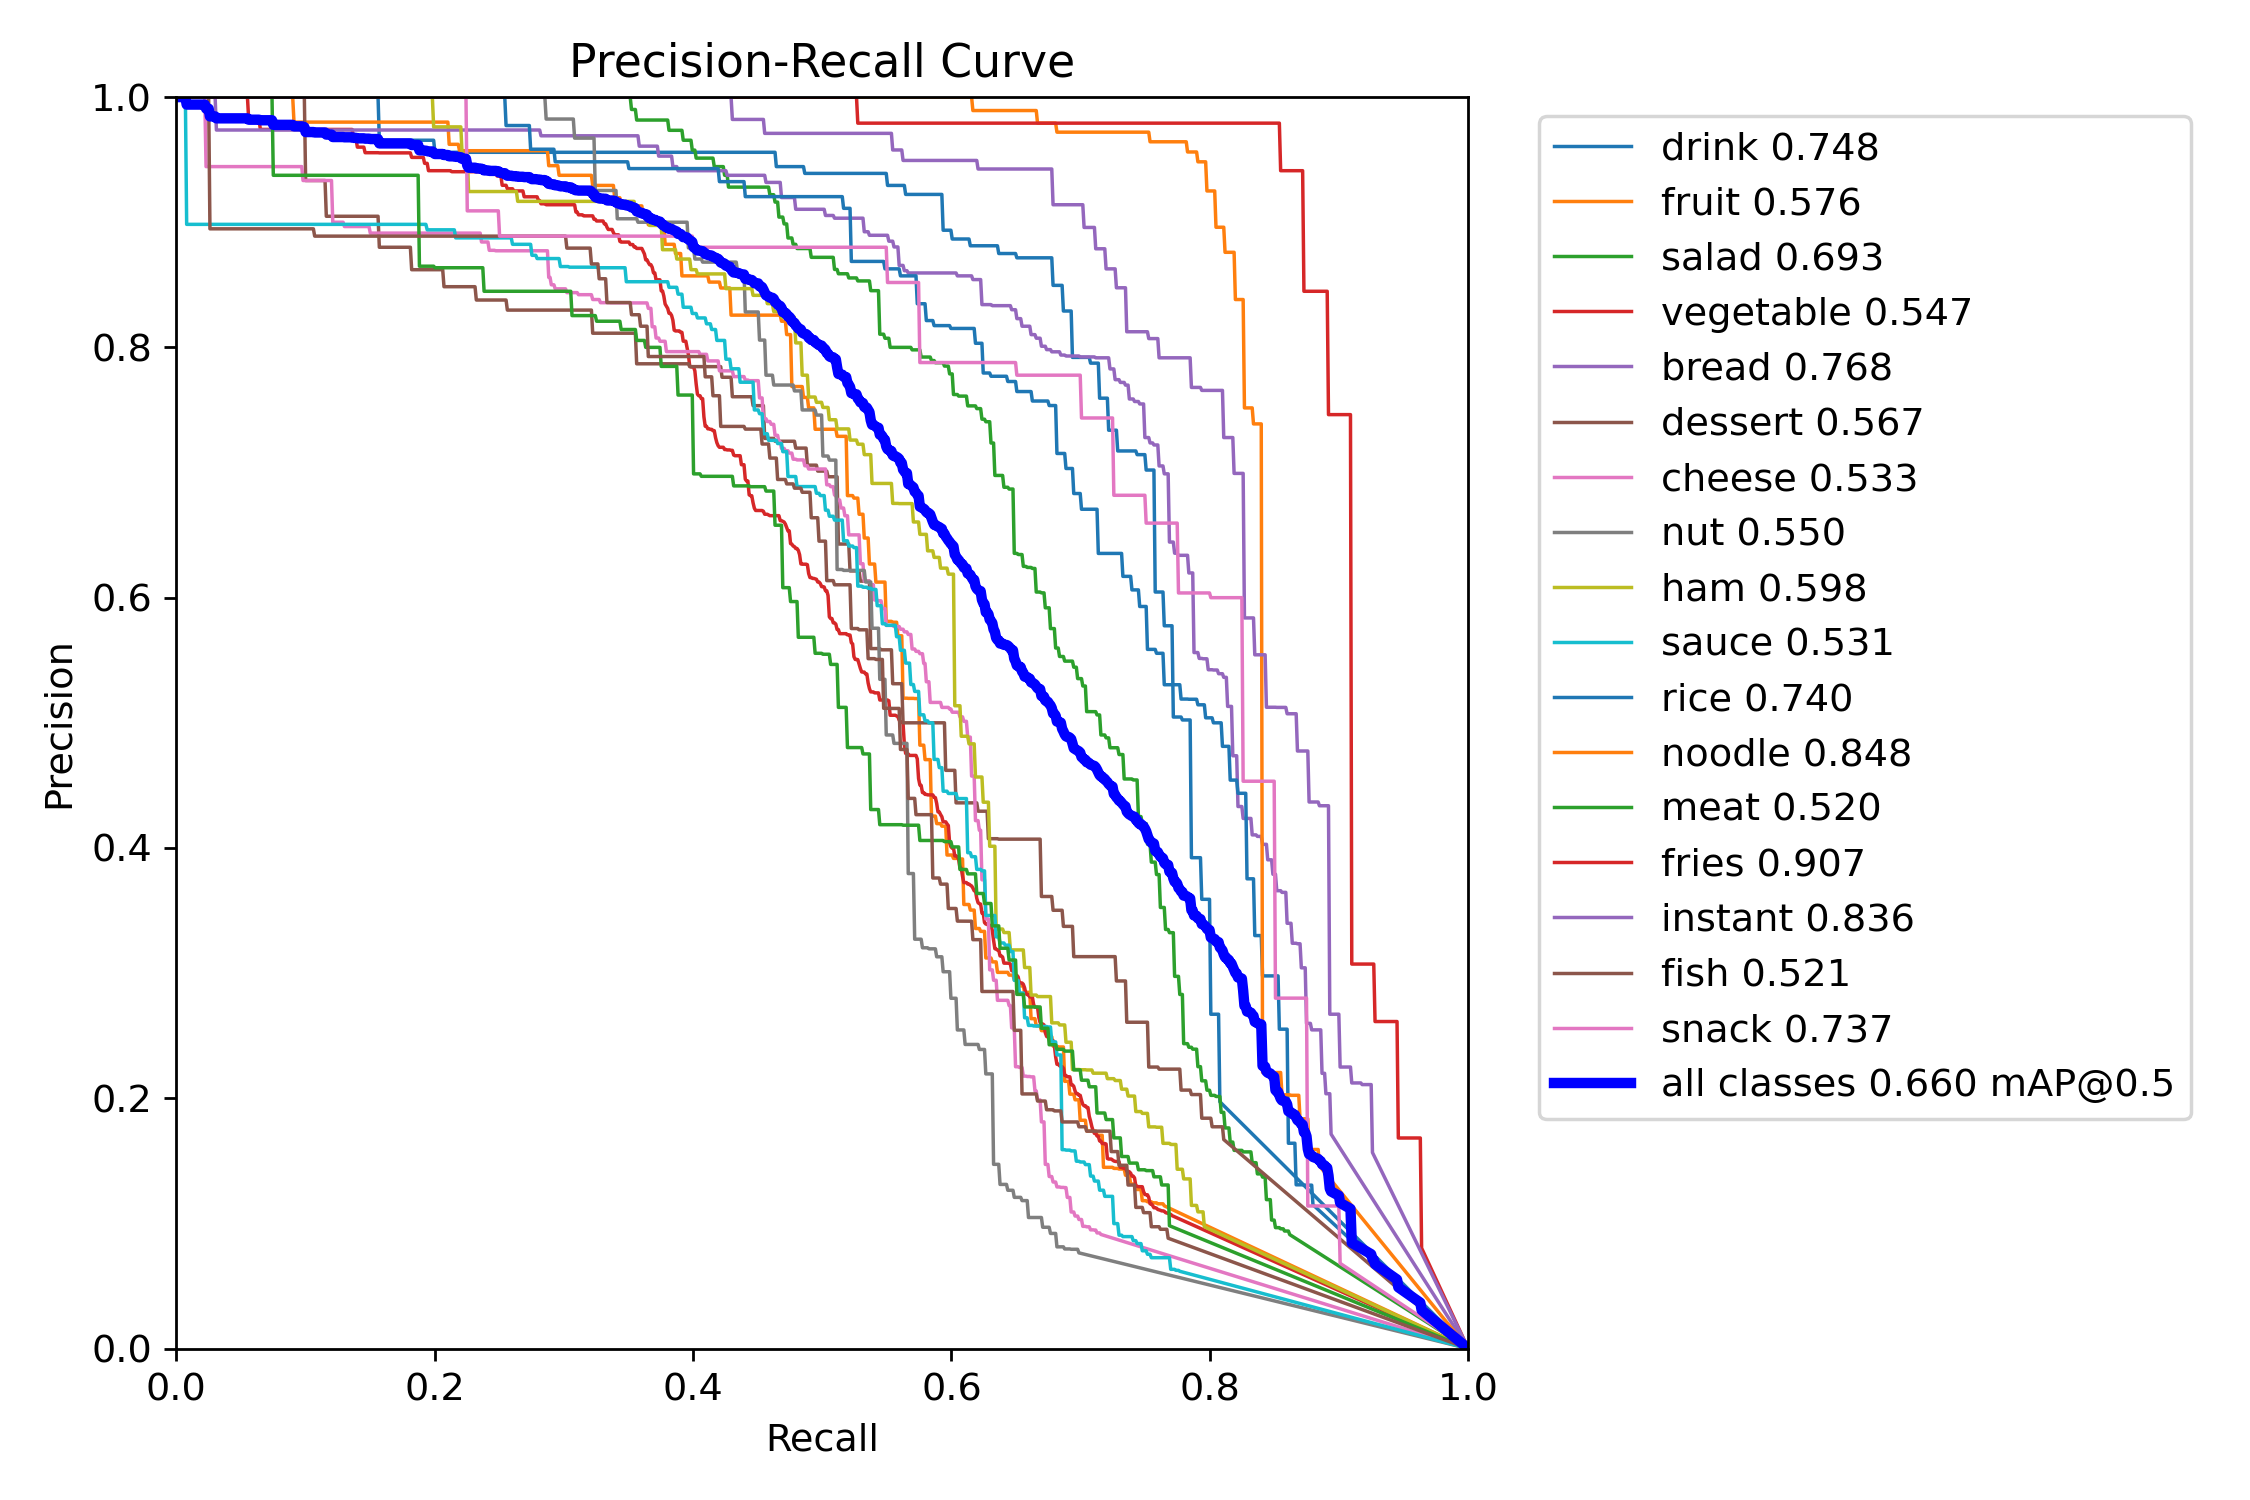 Precision-Recall Curve
1.0
0.8
0.6
0.4
0.2
0.0
Precision
0.0 0.2 0.4 0.6 0.8 1.0
Recall
drink 0.748
fruit 0.576
salad 0.693
vegetable 0.547
bread 0.768
dessert 0.567
cheese 0.533
nut 0.550
ham 0.598
sauce 0.531
rice 0.740
noodle 0.848
meat 0.520
fries 0.907
instant 0.836
fish 0.521
snack 0.737
all classes 0.660 mAP@0.5